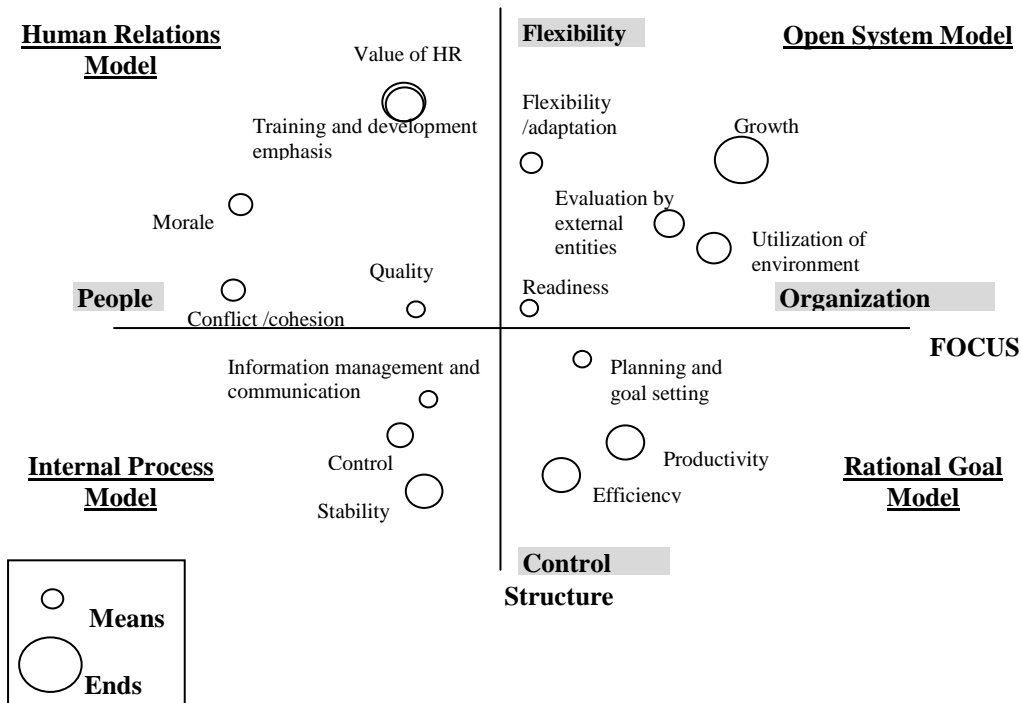 Human Relations
Model
Flexibility
Open System Model
Value of HR
Training and development
emphasis
Flexibility
/adaptation
Growth
Morale
Evaluation by
external
entities
Utilization of
environment
Quality
Readiness
People
Organization
Conflict /cohesion
FOCUS
Information management and
communication
Planning and
goal setting
Internal Process
Model
Control
Stability
Productivity
Efficiency
Rational Goal
Model
Control
Structure
Means
Ends